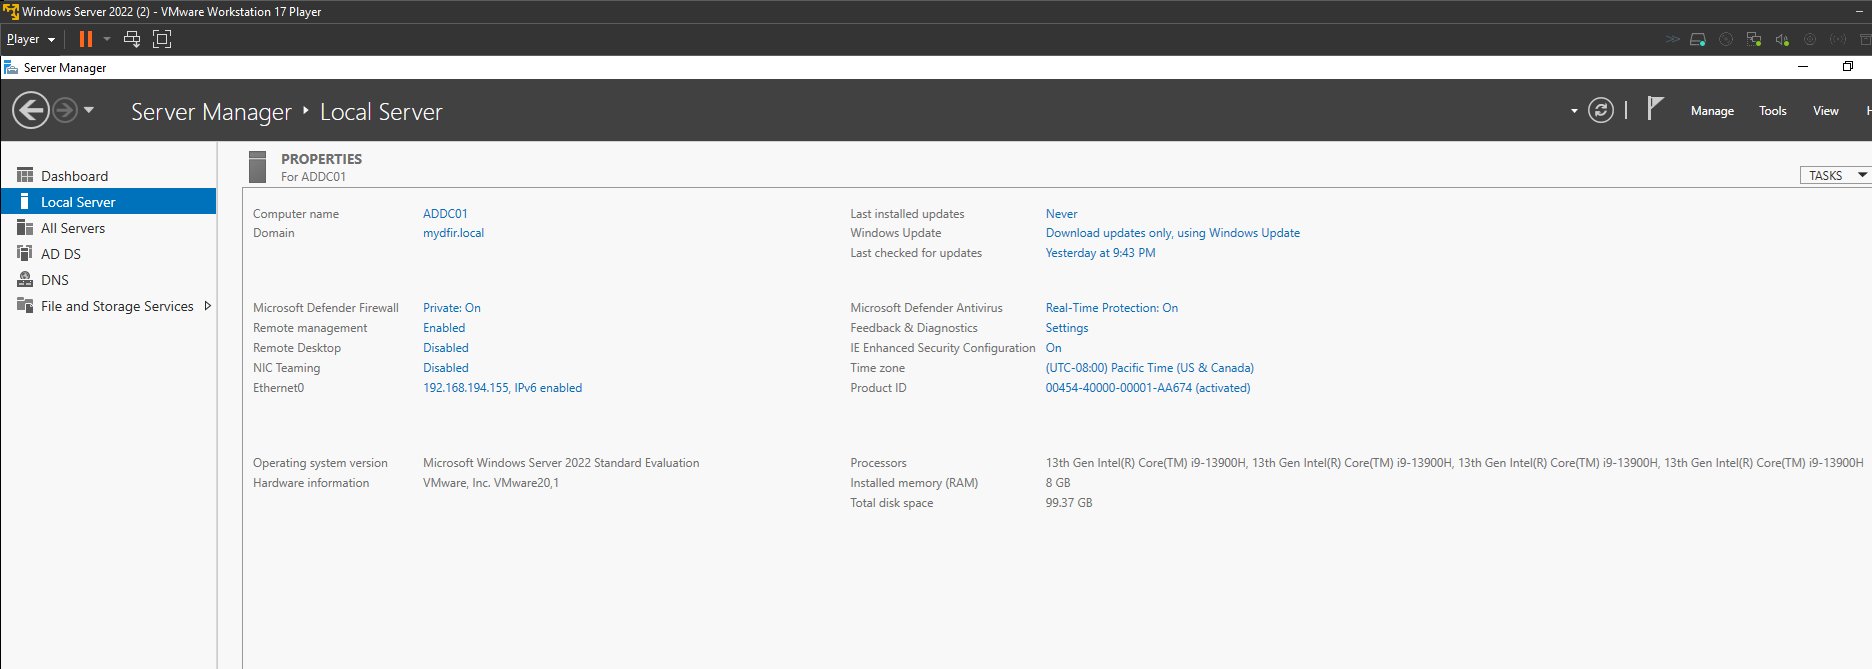 Windows Server 2022 (2) - VMware Workstation 17 Player
Player
Server Manager
Server Manager Local Server
Manage Tools View
Dashboard
Local Server
All Servers
AD DS
DNS
File and Storage Services
PROPERTIES
For ADDC01
TASKS
Computer name ADDC01
Domain mydfir.local
Last installed updates Never
Windows Update Download updates only, using Windows Update
Last checked for updates Yesterday at 9:43 PM
Microsoft Defender Firewall Private: On
Remote management Enabled
Remote Desktop Disabled
NIC Teaming Disabled
Ethernet0 192.168.194.155, IPv6 enabled
Microsoft Defender Antivirus Real-Time Protection: On
Feedback & Diagnostics Settings
IE Enhanced Security Configuration On
Time zone (UTC-08:00) Pacific Time (US & Canada)
Product ID 00454-40000-00001-AA674 (activated)
Operating system version Microsoft Windows Server 2022 Standard Evaluation
Hardware information VMware, Inc. VMware20,1
Processors 13th Gen Intel(R) Core(TM) i9-13900H, 13th Gen Intel(R) Core(TM) i9-13900H, 13th Gen Intel(R) Core(TM) i9-13900H, 13th Gen Intel(R) Core(TM) i9-13900H
Installed memory (RAM) 8 GB
Total disk space 99.37 GB